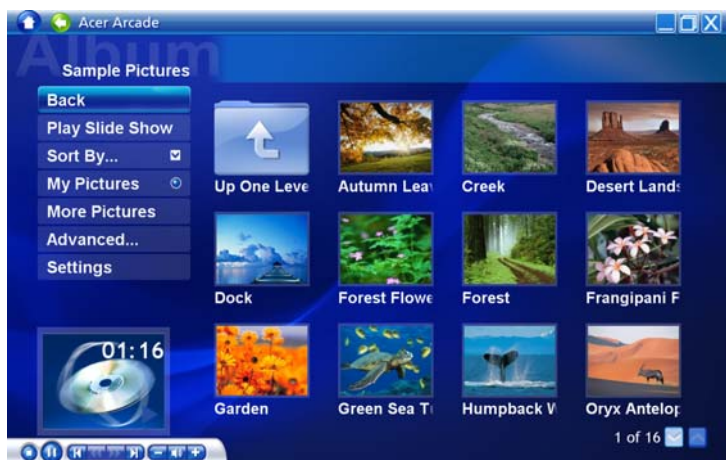 Acer Arcade
Album
Sample Pictures
Back
Play Slide Show
Sort By...
My Pictures
More Pictures
Advanced...
Settings
Up One Leve
Autumn Lea
Creek
Desert Lands
Dock
Forest Flowe
Forest
Frangipani F
Garden
Green Sea T
Humpback W
Oryx Antelop
01:16
1 of 16